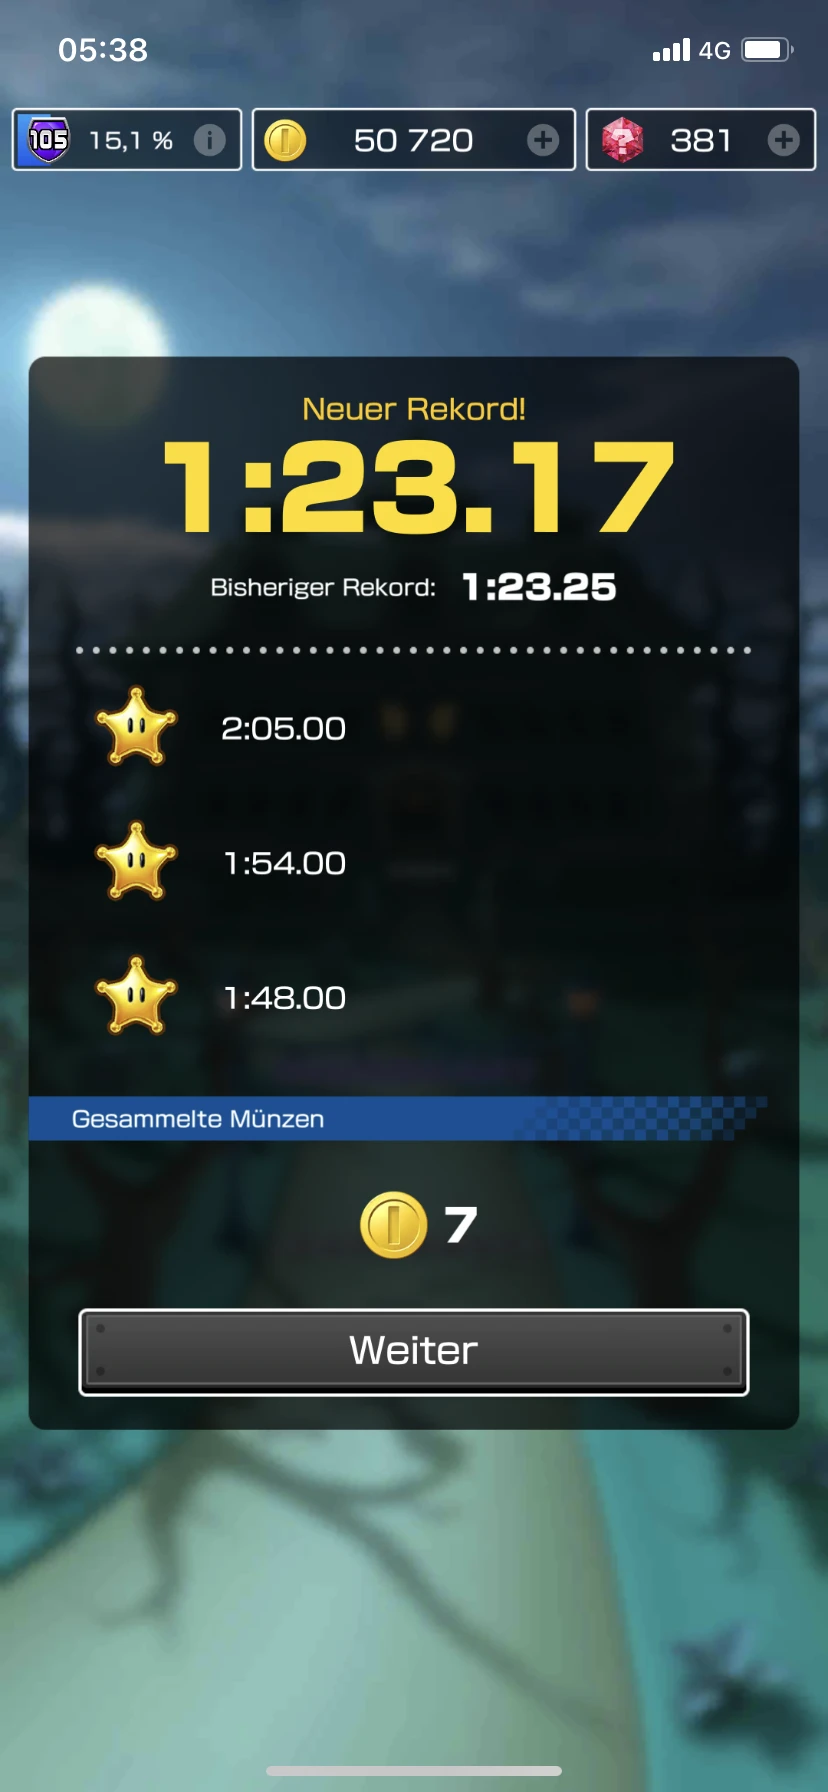 05:38 4G
105 15,1 % 50 720 381
Neuer Rekord!
1:23.17
Bisheriger Rekord: 1:23.25
2:05.00
1:54.00
1:48.00
Gesammelte Münzen
7
Weiter